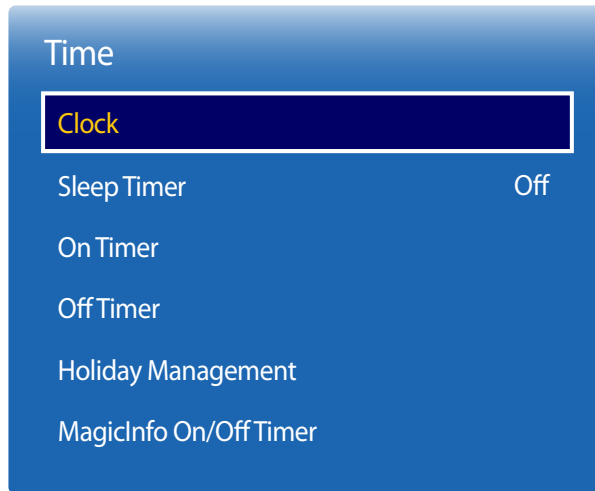 Time
Clock
Sleep Timer Off
On Timer
Off Timer
Holiday Management
MagicInfo On/Off Timer